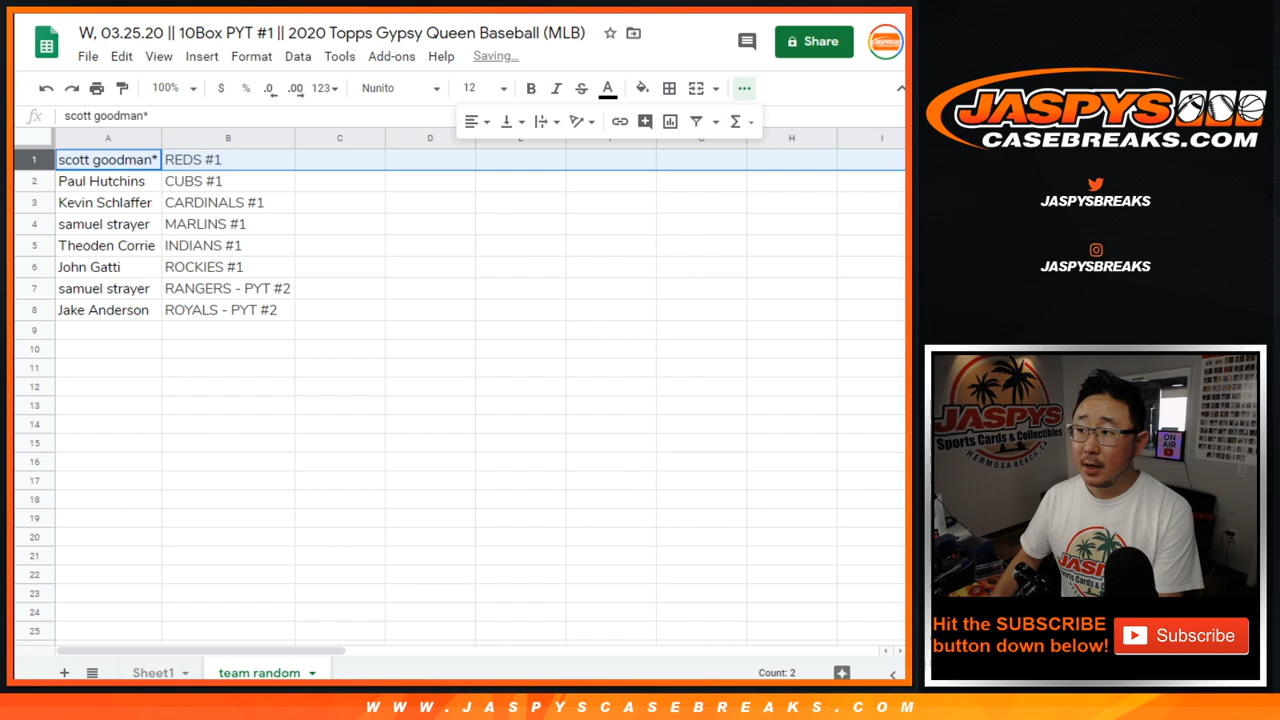 W, 03.25.20 || 10Box PYT #1 || 2020 Topps Gypsy Queen Baseball (MLB)
File Edit View Insert Format Data Tools Add-ons Help Saving...
Share
100% $ % .0 .00 123 Nunito 12 B I S A
fx scott goodman*
A B C D E F G H I
1 scott goodman* REDS #1
2 Paul Hutchins CUBS #1
3 Kevin Schlaffer CARDINALS #1
4 samuel strayer MARLINS #1
5 Theoden Corrie INDIANS #1
6 John Gatti ROCKIES #1
7 samuel strayer RANGERS - PYT #2
8 Jake Anderson ROYALS - PYT #2
9
10
11
12
13
14
15
16
17
18
19
20
21
22
23
24
25
Sheet1 team random Count: 2
JASPYS
CASEBREAKS.COM
JASPYSBREAKS
JASPYSBREAKS
JASPYS
Sports Cards & Collectibles
HERMOSA BEACH, CA
ON AIR
JASPYS
Hit the SUBSCRIBE
button down below!
Subscribe
WWW.JASPYSCASEBREAKS.COM